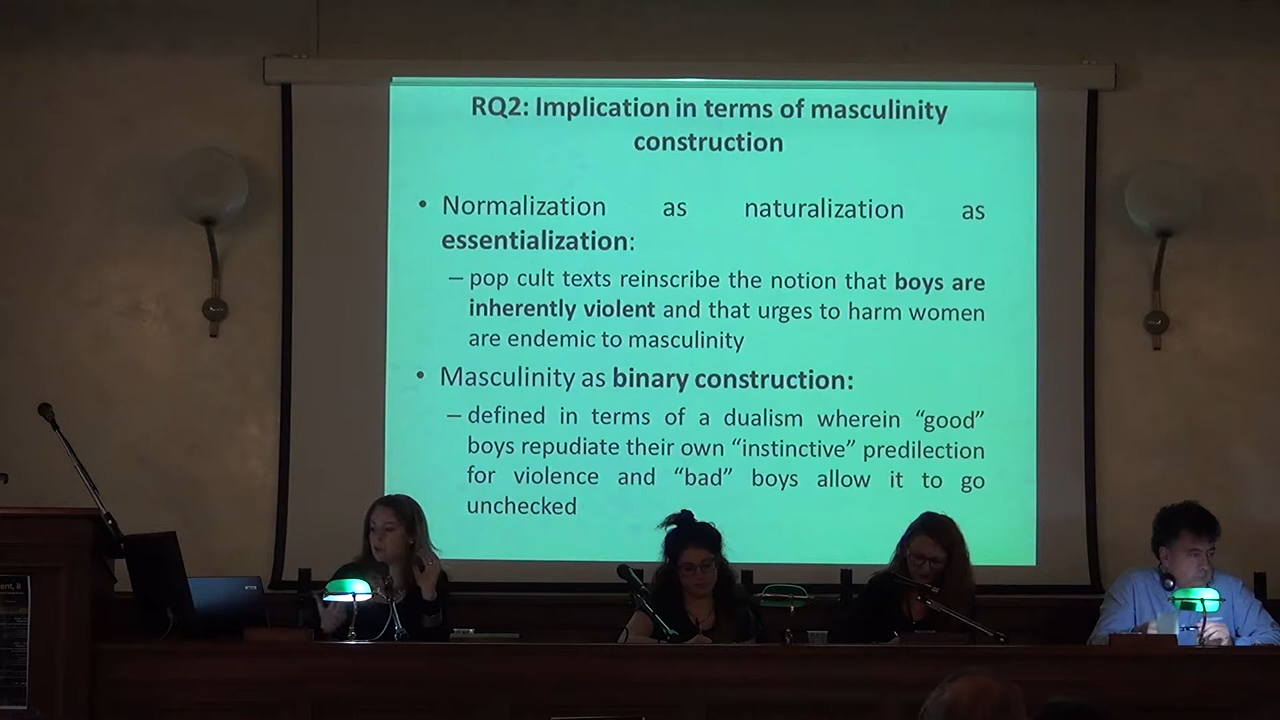 RQ2: Implication in terms of masculinity
construction
• Normalization as naturalization as
essentialization:
– pop cult texts reinscribe the notion that boys are
inherently violent and that urges to harm women
are endemic to masculinity
• Masculinity as binary construction:
– defined in terms of a dualism wherein “good”
boys repudiate their own “instinctive” predilection
for violence and “bad” boys allow it to go
unchecked